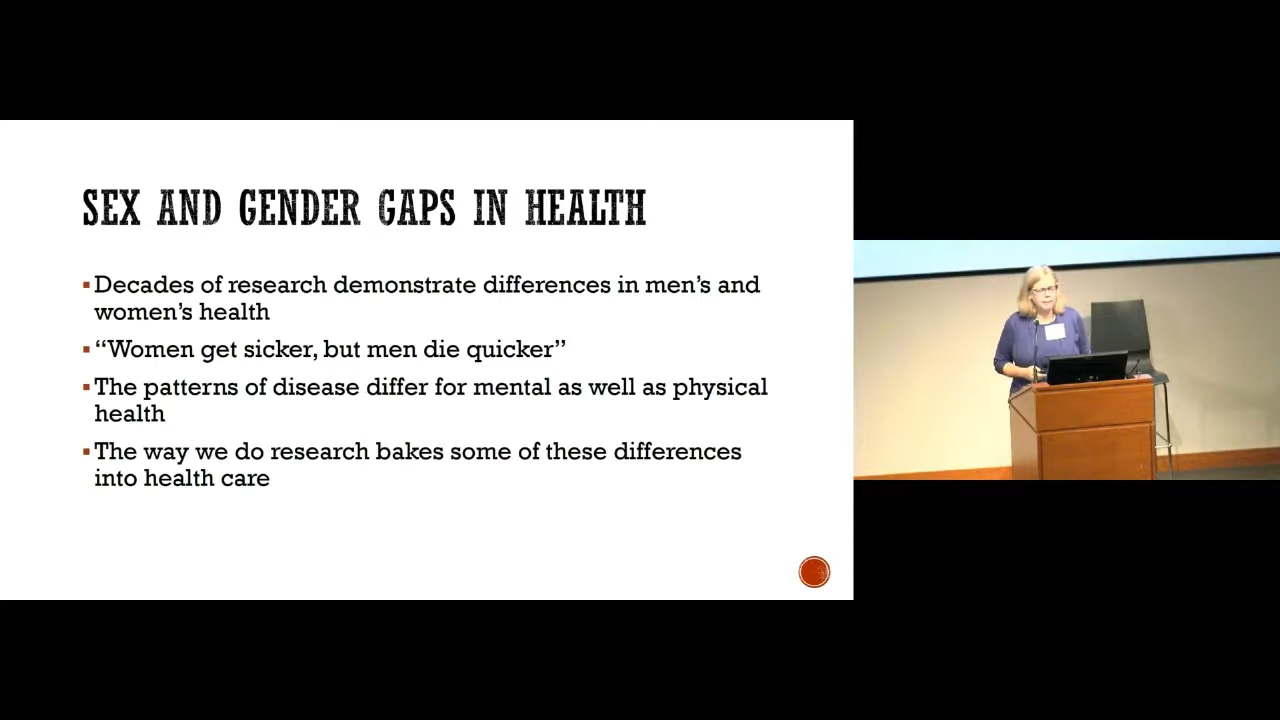 SEX AND GENDER GAPS IN HEALTH
▪Decades of research demonstrate differences in men’s and
women’s health
▪“Women get sicker, but men die quicker”
▪The patterns of disease differ for mental as well as physical
health
▪The way we do research bakes some of these differences
into health care